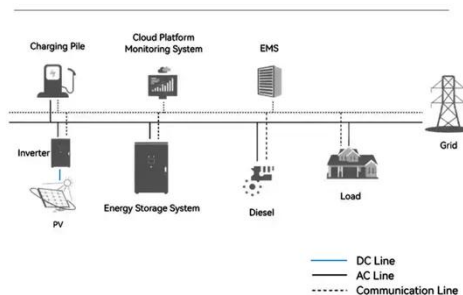 Charging Pile
Cloud Platform
Monitoring System
EMS
Inverter
Grid
Energy Storage System
Diesel
Load
PV
DC Line
AC Line
Communication Line